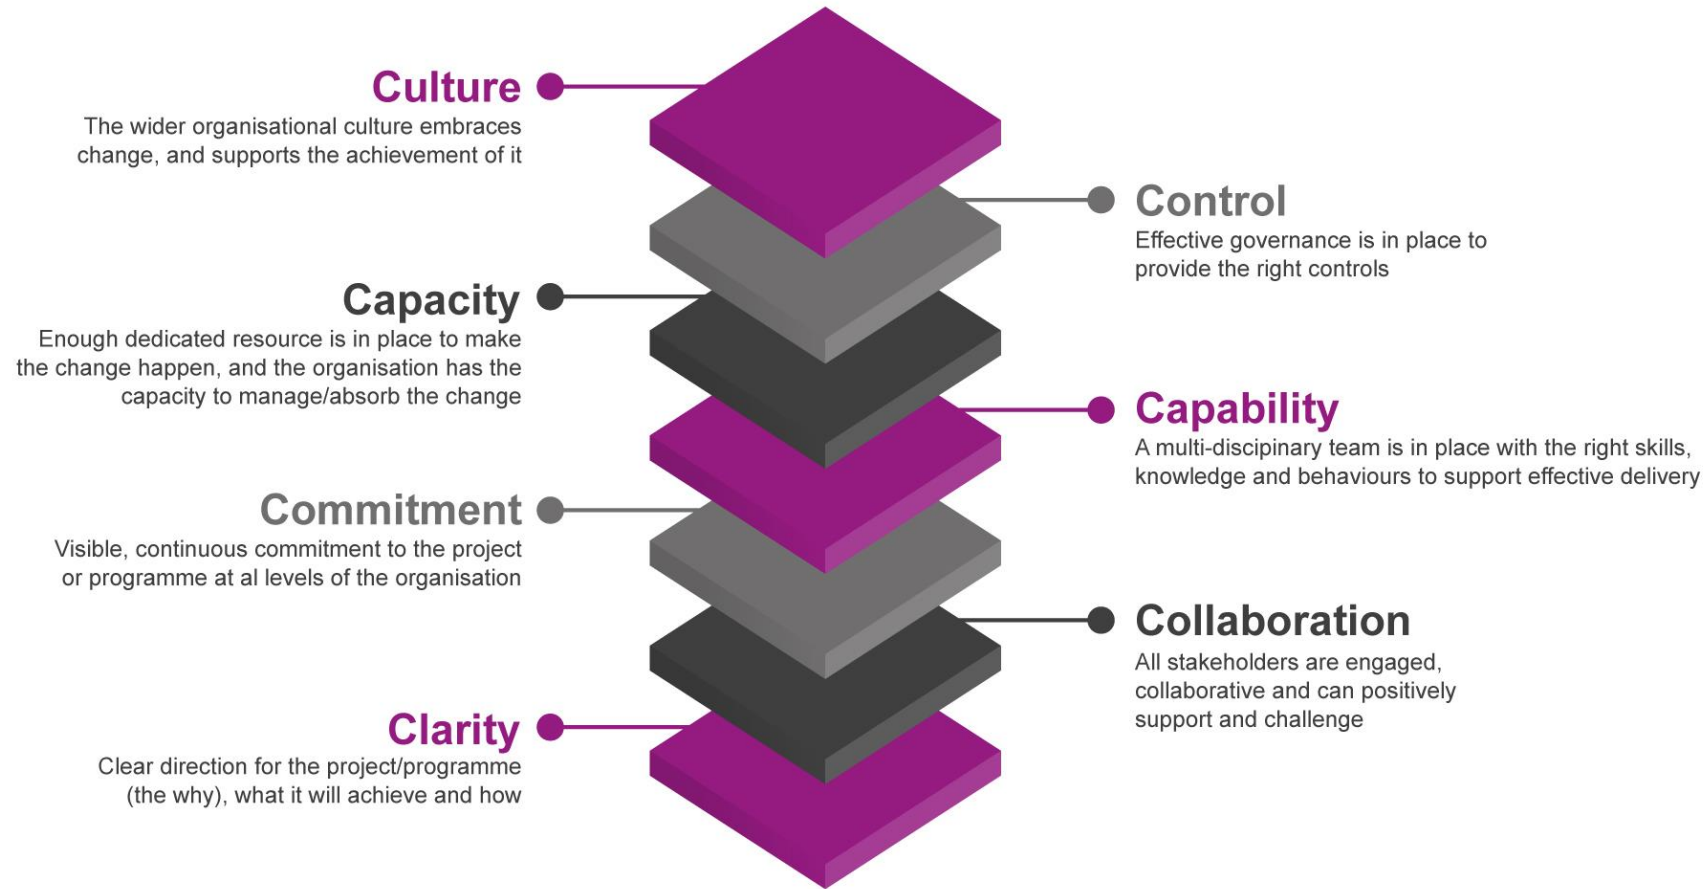 Culture
The wider organisational culture embraces
change, and supports the achievement of it
Control
Effective governance is in place to
provide the right controls
Capacity
Enough dedicated resource is in place to make
the change happen, and the organisation has the
capacity to manage/absorb the change
Capability
A multi-discipinary team is in place with the right skills,
knowledge and behaviours to support effective delivery
Commitment
Visible, continuous commitment to the project
or programme at al levels of the organisation
Collaboration
All stakeholders are engaged,
collaborative and can positively
support and challenge
Clarity
Clear direction for the project/programme
(the why), what it will achieve and how